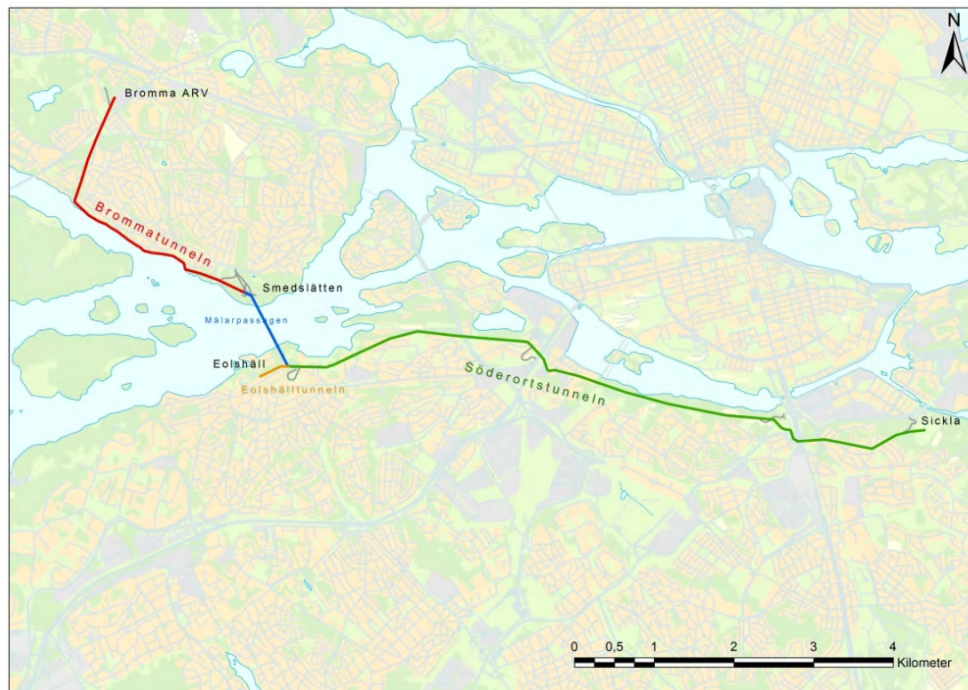 N
Bromma ARV
Brommatunneln
Smedslätten
Mälarpassagen
Eolshäll
Eolshälltunneln
Söderortstunneln
Sickla
0 0,5 1 2 3 4
Kilometer